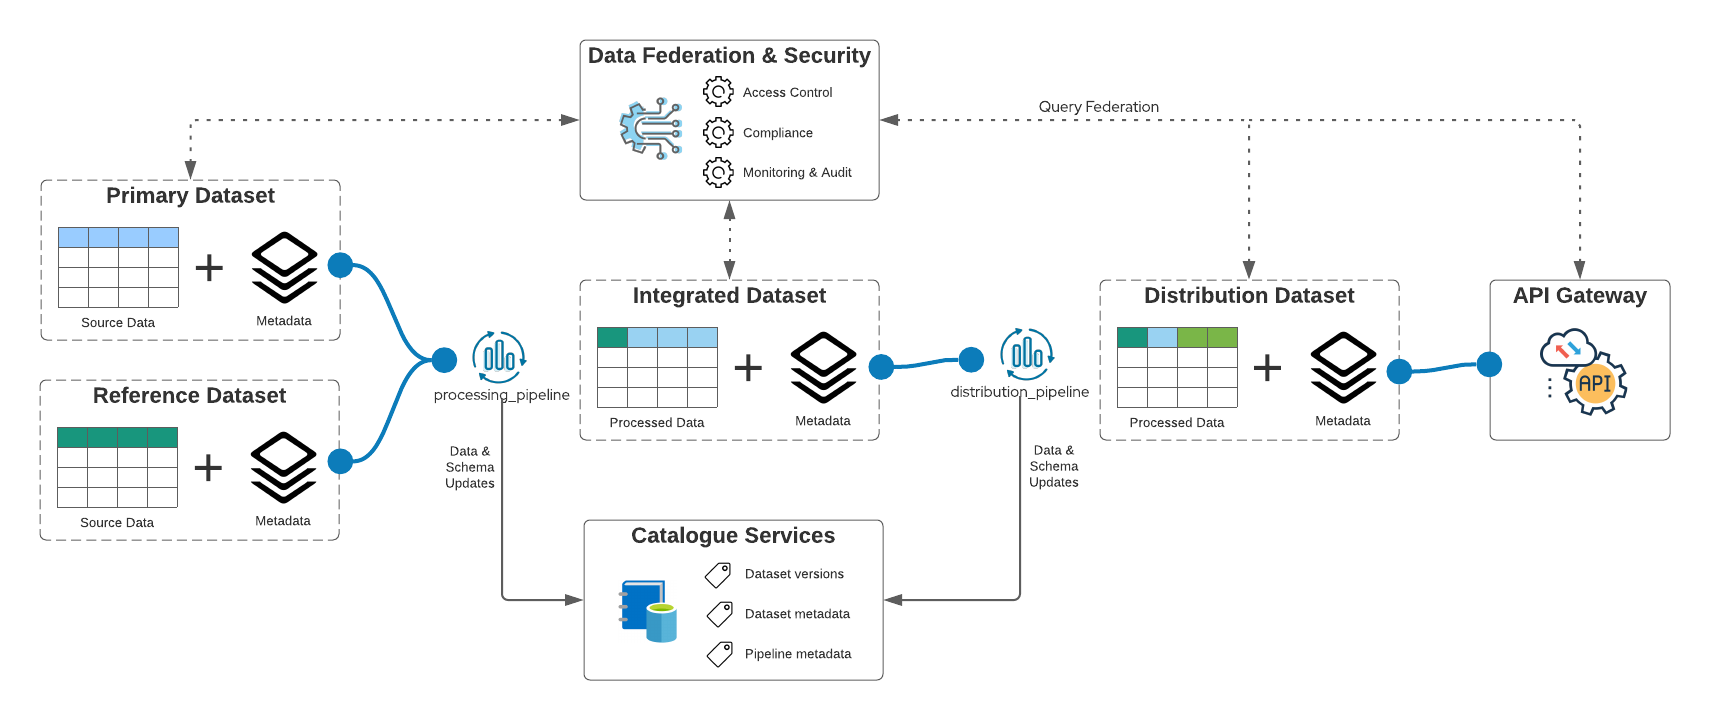 Data Federation & Security
Access Control
Compliance
Monitoring & Audit
Query Federation
Primary Dataset
Source Data
Metadata
Reference Dataset
Source Data
Metadata
processing_pipeline
Data &
Schema
Updates
Integrated Dataset
Processed Data
Metadata
distribution_pipeline
Data &
Schema
Updates
Distribution Dataset
Processed Data
Metadata
API Gateway
API
Catalogue Services
Dataset versions
Dataset metadata
Pipeline metadata